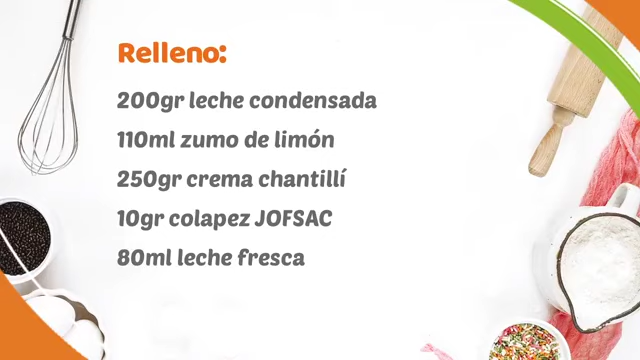 Relleno:
200gr leche condensada
110ml zumo de limón
250gr crema chantillí
10gr colapez JOFSAC
80ml leche fresca